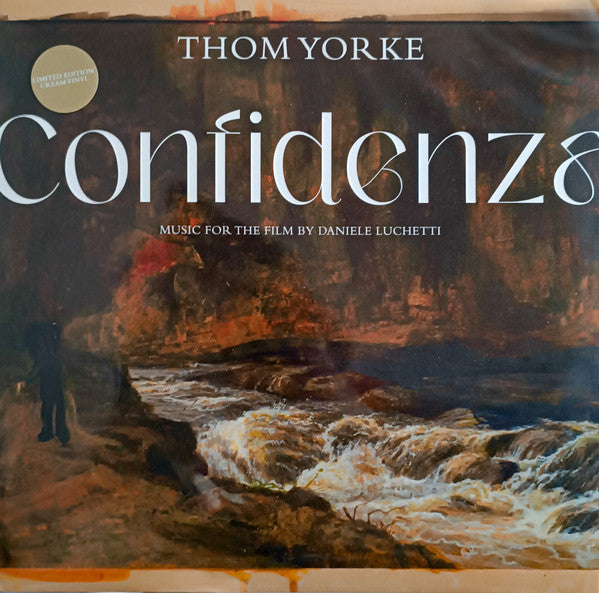 THOM YORKE
LIMITED EDITION
CREAM VINYL
Confidenza
MUSIC FOR THE FILM BY DANIELE LUCHETTI